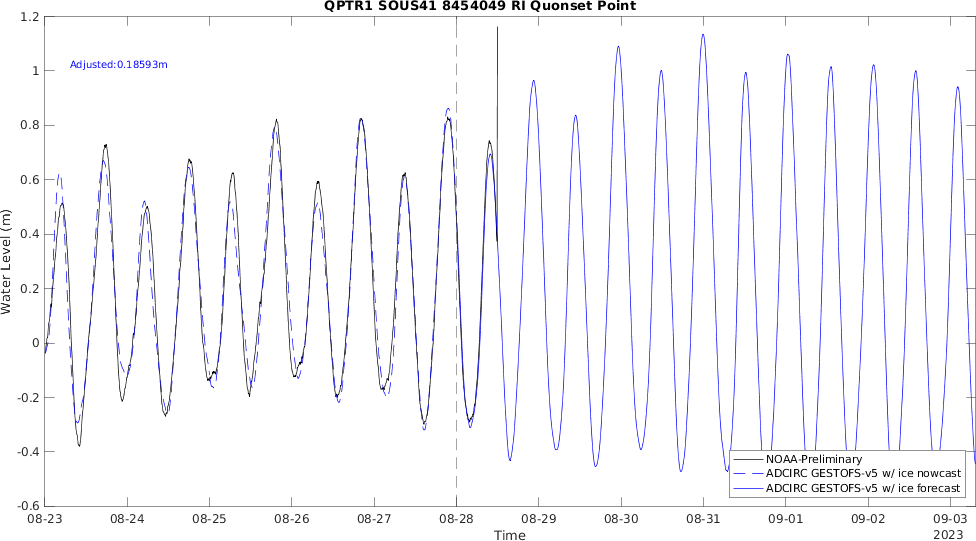 QPTR1 SOUS41 8454049 RI Quonset Point
Adjusted:0.18593m
1.2
1
0.8
0.6
0.4
0.2
0
-0.2
-0.4
-0.6
Water Level (m)
NOAA-Preliminary
ADCIRC GESTOFS-v5 w/ ice nowcast
ADCIRC GESTOFS-v5 w/ ice forecast
08-23 08-24 08-25 08-26 08-27 08-28 08-29 08-30 08-31 09-01 09-02 09-03
Time
2023